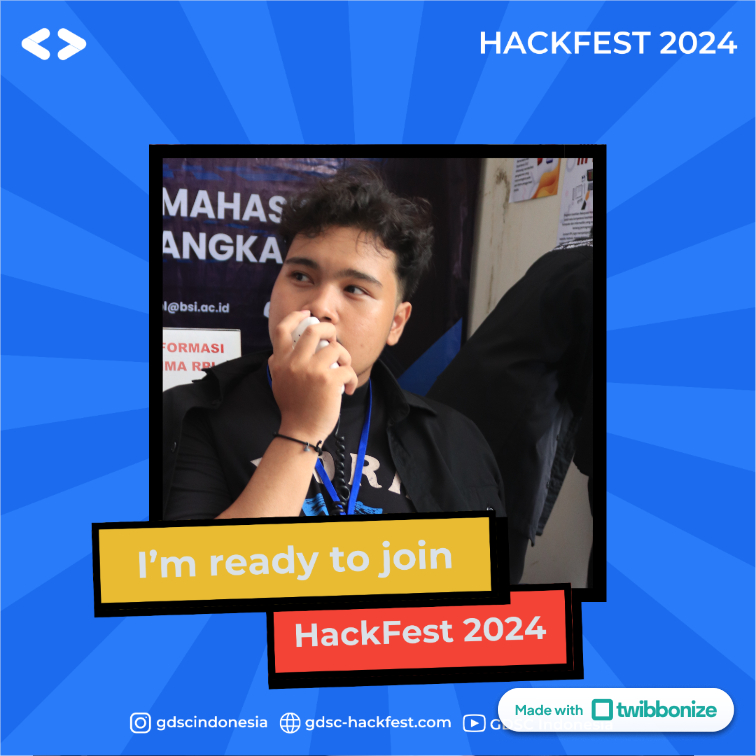 HACKFEST 2024
MAHAS
ANGKA
l@bsi.ac.id
FORMASI
MA RPL
I'm ready to join
HackFest 2024
gdscindonesia
gdsc-hackfest.com
Made with twibbonize